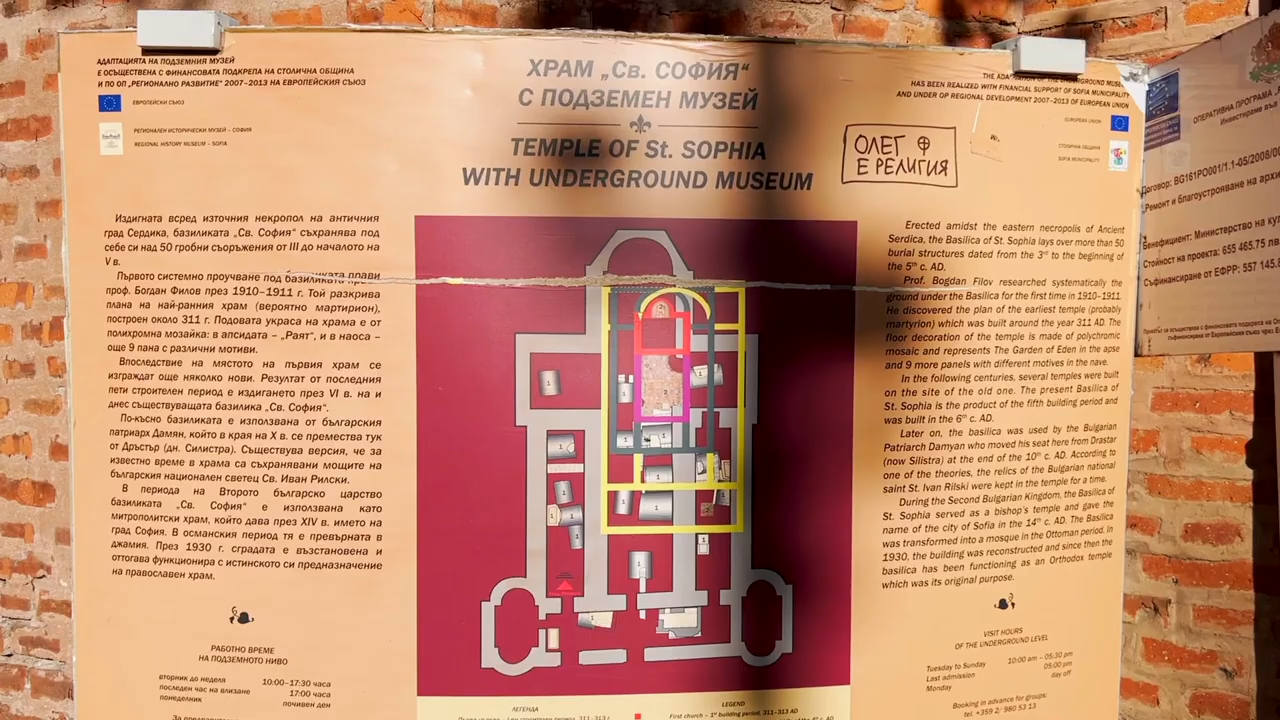 АДАПТАЦИЯТА НА ПОДЗЕМНИЯ МУЗЕЙ
Е ОСЪЩЕСТВЕНА С ФИНАНСОВАТА ПОДКРЕПА НА СТОЛИЧНА ОБЩИНА
И ПО ОП „РЕГИОНАЛНО РАЗВИТИЕ" 2007-2013 НА ЕВРОПЕЙСКИЯ СЪЮЗ
ЕВРОПЕЙСКИ СЪЮЗ
РЕГИОНАЛЕН ИСТОРИЧЕСКИ МУЗЕЙ - СОФИЯ
REGIONAL HISTORY MUSEUM - SOFIA
ХРАМ „Св. СОФИЯ"
С ПОДЗЕМЕН МУЗЕЙ
TEMPLE OF St. SOPHIA
WITH UNDERGROUND MUSEUM
THE ADAPTATION OF THE UNDERGROUND MUSEUM
HAS BEEN REALIZED WITH FINANCIAL SUPPORT OF SOFIA MUNICIPALITY
AND UNDER OP REGIONAL DEVELOPMENT 2007-2013 OF EUROPEAN UNION
EUROPEAN UNION
СТОЛИЧНА ОБЩИНА
SOFIA MUNICIPALITY
ОЛЕГ
Е РЕЛИГИЯ
Издигната всред източния некропол на античния
град Сердика, базиликата „Св. София" съхранява под
себе си над 50 гробни съоръжения от III до началото на
V в.
Първото системно проучване под базиликата прави
проф. Богдан Филов през 1910-1911 г. Той разкрива
плана на най-ранния храм (вероятно мартирион),
построен около 311 г. Подовата украса на храма е от
полихромна мозайка: в апсидата - „Раят", и в наоса -
още 9 пана с различни мотиви.
Впоследствие на мястото на първия храм се
изграждат още няколко нови. Резултат от последния
пети строителен период е издигането през VI в. на и
днес съществуващата базилика „Св. София".
По-късно базиликата е използвана от българския
патриарх Дамян, който в края на X в. се премества тук
от Дръстър (дн. Силистра). Съществува версия, че за
известно време в храма са съхранявани мощите на
българския национален светец Св. Иван Рилски.
В периода на Второто българско царство
базиликата „Св. София" е използвана като
митрополитски храм, който дава през XIV в. името на
град София. В османския период тя е превърната в
джамия. През 1930 г. сградата е възстановена и
оттогава функционира с истинското си предназначение
на православен храм.
РАБОТНО ВРЕМЕ
НА ПОДЗЕМНОТО НИВО
вторник до неделя 10:00-17:30 часа
последен час на влизане 17:00 часа
понеделник почивен ден
Erected amidst the eastern necropolis of Ancient
Serdica, the Basilica of St. Sophia lays over more than 50
burial structures dated from the 3rd to the beginning of
the 5th c. AD.
Prof. Bogdan Filov researched systematically the
ground under the Basilica for the first time in 1910-1911.
He discovered the plan of the earliest temple (probably
martyrion) which was built around the year 311 AD. The
floor decoration of the temple is made of polychromic
mosaic and represents The Garden of Eden in the apse
and 9 more panels with different motives in the nave.
In the following centuries, several temples were built
on the site of the old one. The present Basilica of
St. Sophia is the product of the fifth building period and
was built in the 6th c. AD.
Later on, the basilica was used by the Bulgarian
Patriarch Damyan who moved his seat here from Drastar
(now Silistra) at the end of the 10th c. AD. According to
one of the theories, the relics of the Bulgarian national
saint St. Ivan Rilski were kept in the temple for a time.
During the Second Bulgarian Kingdom, the Basilica of
St. Sophia served as a bishop's temple and gave the
name of the city of Sofia in the 14th c. AD. The Basilica
was transformed into a mosque in the Ottoman period. In
1930, the building was reconstructed and since then the
basilica has been functioning as an Orthodox temple
which was its original purpose.
VISIT HOURS
OF THE UNDERGROUND LEVEL
Tuesday to Sunday 10:00 am - 05:30 pm
Last admission 05:00 pm
Monday day off
Booking in advance for groups:
tel. +359 2/ 980 53 13
ЛЕГЕНДА
LEGEND
First church - 1st building period, 311-313 AD
ОПЕРАТИВНА ПРОГРАМА
Инвестираме във
Договор: BG161PO001/1.1-05/2008/00
„Ремонт и благоустрояване на архи
Бенефициент: Министерство на кул
Стойност на проекта: 655 465.75 лв
Съфинансиране от ЕФРР: 557 145.8